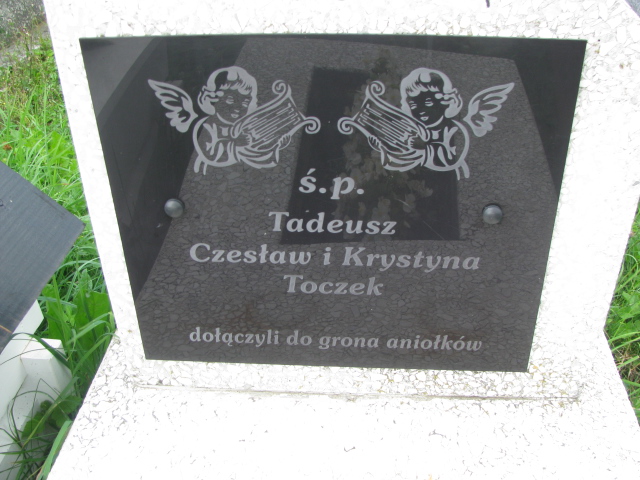 ś.p.
Tadeusz
Czesław i Krystyna
Toczek
dołączyli do grona aniołków